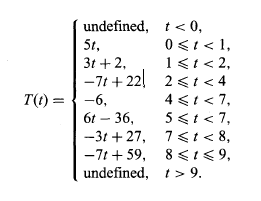 undefined, t < 0,
5t, 0 ⩽ t < 1,
3t + 2, 1 ⩽ t < 2,
−7t + 22, 2 ⩽ t < 4
T(t) = −6, 4 ⩽ t < 7,
6t − 36, 5 ⩽ t < 7,
−3t + 27, 7 ⩽ t < 8,
−7t + 59, 8 ⩽ t ⩽ 9,
undefined, t > 9.